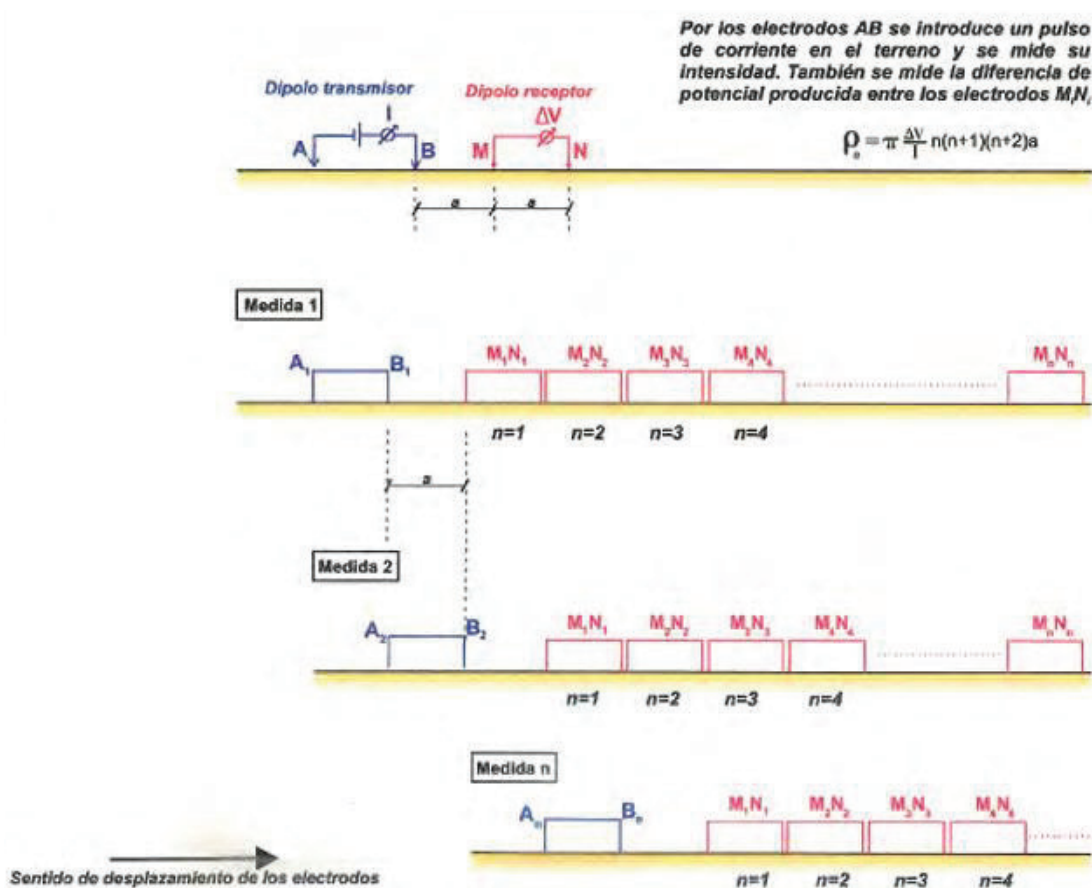 Por los electrodos AB se introduce un pulso
de corriente en el terreno y se mide su
intensidad. También se mide la diferencia de
potencial producida entre los electrodos MᵢNᵢ
Dipolo transmisor
Dipolo receptor
I
ΔV
A
B
M
N
ρₐ = π ΔV/I n(n+1)(n+2)a
a
a
Medida 1
A₁
B₁
M₁N₁
M₂N₂
M₃N₃
M₄N₄
MₙNₙ
n=1
n=2
n=3
n=4
a
Medida 2
A₂
B₂
M₁N₁
M₂N₂
M₃N₃
M₄N₄
MₙNₙ
n=1
n=2
n=3
n=4
Medida n
Aₙ
Bₙ
M₁N₁
M₂N₂
M₃N₃
M₄N₄
n=1
n=2
n=3
n=4
Sentido de desplazamiento de los electrodos